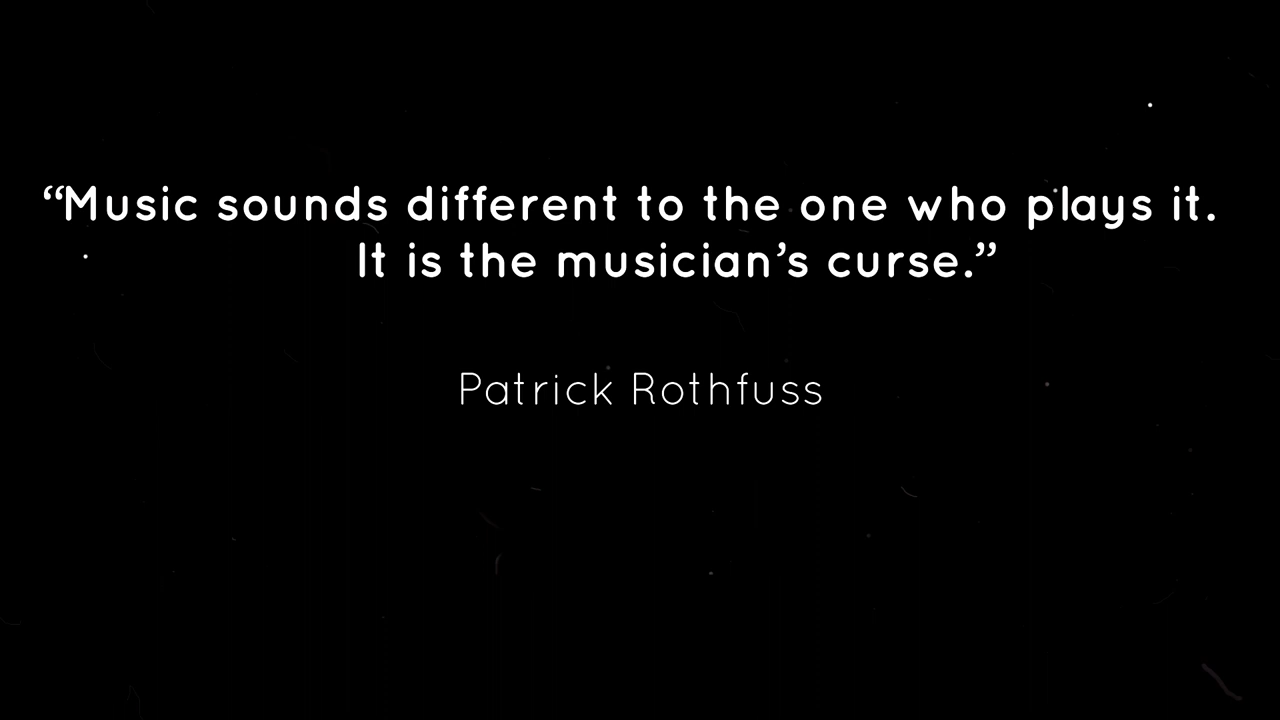 “Music sounds different to the one who plays it.
It is the musician’s curse.”
Patrick Rothfuss